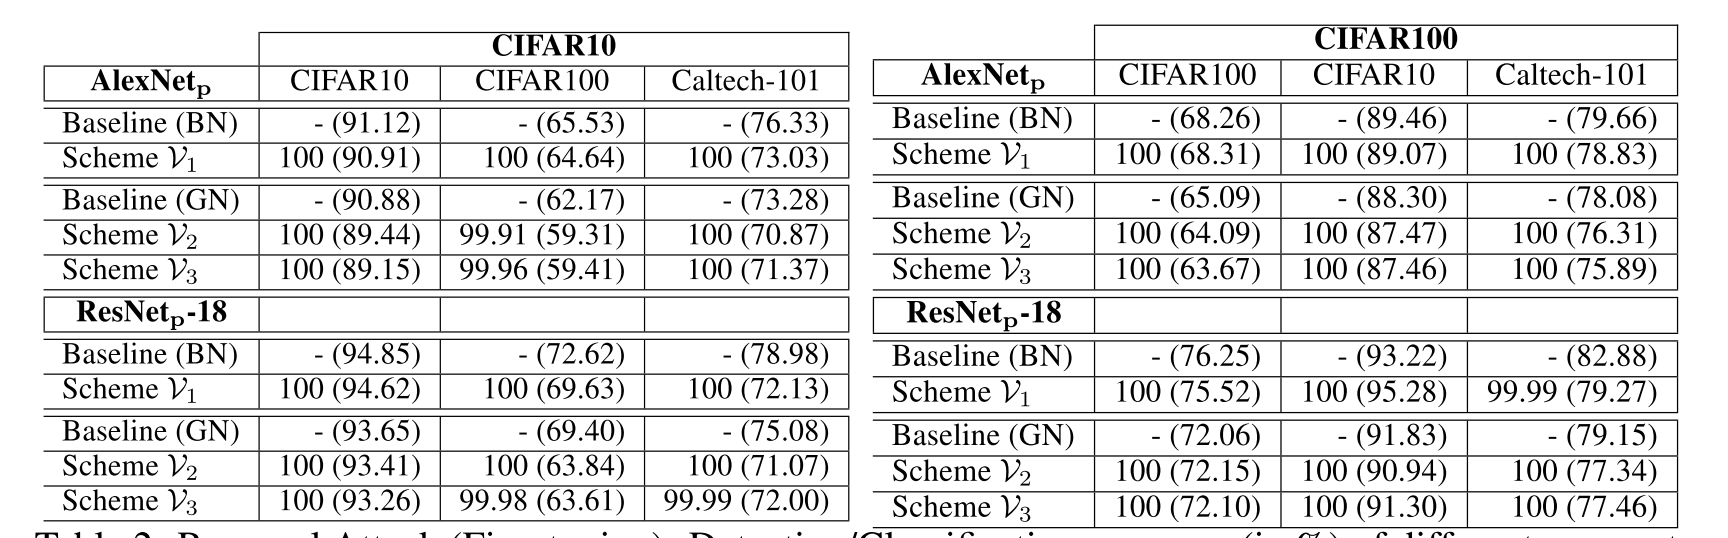 CIFAR10
AlexNetp CIFAR10 CIFAR100 Caltech-101
Baseline (BN) - (91.12) - (65.53) - (76.33)
Scheme 𝒱1 100 (90.91) 100 (64.64) 100 (73.03)
Baseline (GN) - (90.88) - (62.17) - (73.28)
Scheme 𝒱2 100 (89.44) 99.91 (59.31) 100 (70.87)
Scheme 𝒱3 100 (89.15) 99.96 (59.41) 100 (71.37)
ResNetp-18
Baseline (BN) - (94.85) - (72.62) - (78.98)
Scheme 𝒱1 100 (94.62) 100 (69.63) 100 (72.13)
Baseline (GN) - (93.65) - (69.40) - (75.08)
Scheme 𝒱2 100 (93.41) 100 (63.84) 100 (71.07)
Scheme 𝒱3 100 (93.26) 99.98 (63.61) 99.99 (72.00)
CIFAR100
AlexNetp CIFAR100 CIFAR10 Caltech-101
Baseline (BN) - (68.26) - (89.46) - (79.66)
Scheme 𝒱1 100 (68.31) 100 (89.07) 100 (78.83)
Baseline (GN) - (65.09) - (88.30) - (78.08)
Scheme 𝒱2 100 (64.09) 100 (87.47) 100 (76.31)
Scheme 𝒱3 100 (63.67) 100 (87.46) 100 (75.89)
ResNetp-18
Baseline (BN) - (76.25) - (93.22) - (82.88)
Scheme 𝒱1 100 (75.52) 100 (95.28) 99.99 (79.27)
Baseline (GN) - (72.06) - (91.83) - (79.15)
Scheme 𝒱2 100 (72.15) 100 (90.94) 100 (77.34)
Scheme 𝒱3 100 (72.10) 100 (91.30) 100 (77.46)